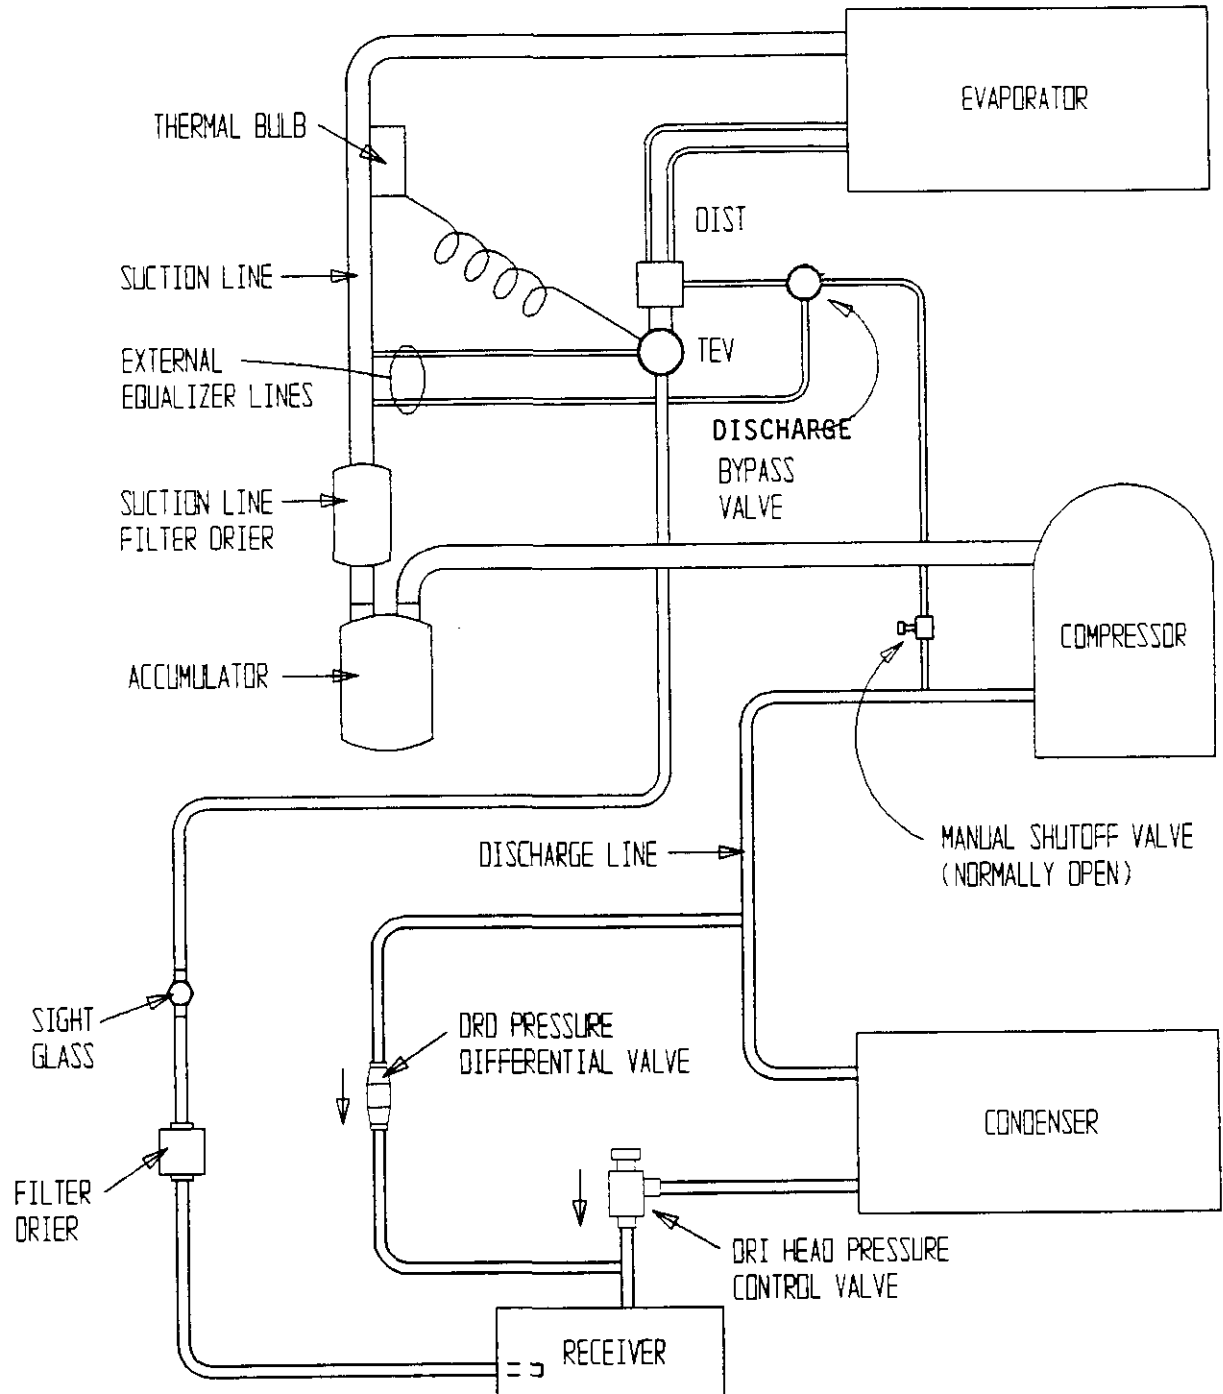 EVAPORATOR
THERMAL BULB
DIST
SUCTION LINE
TEV
EXTERNAL
EQUALIZER LINES
DISCHARGE
BYPASS
VALVE
SUCTION LINE
FILTER DRIER
COMPRESSOR
ACCUMULATOR
MANUAL SHUTOFF VALVE
(NORMALLY OPEN)
DISCHARGE LINE
SIGHT
GLASS
ORD PRESSURE
DIFFERENTIAL VALVE
CONDENSER
FILTER
DRIER
ORI HEAD PRESSURE
CONTROL VALVE
RECEIVER